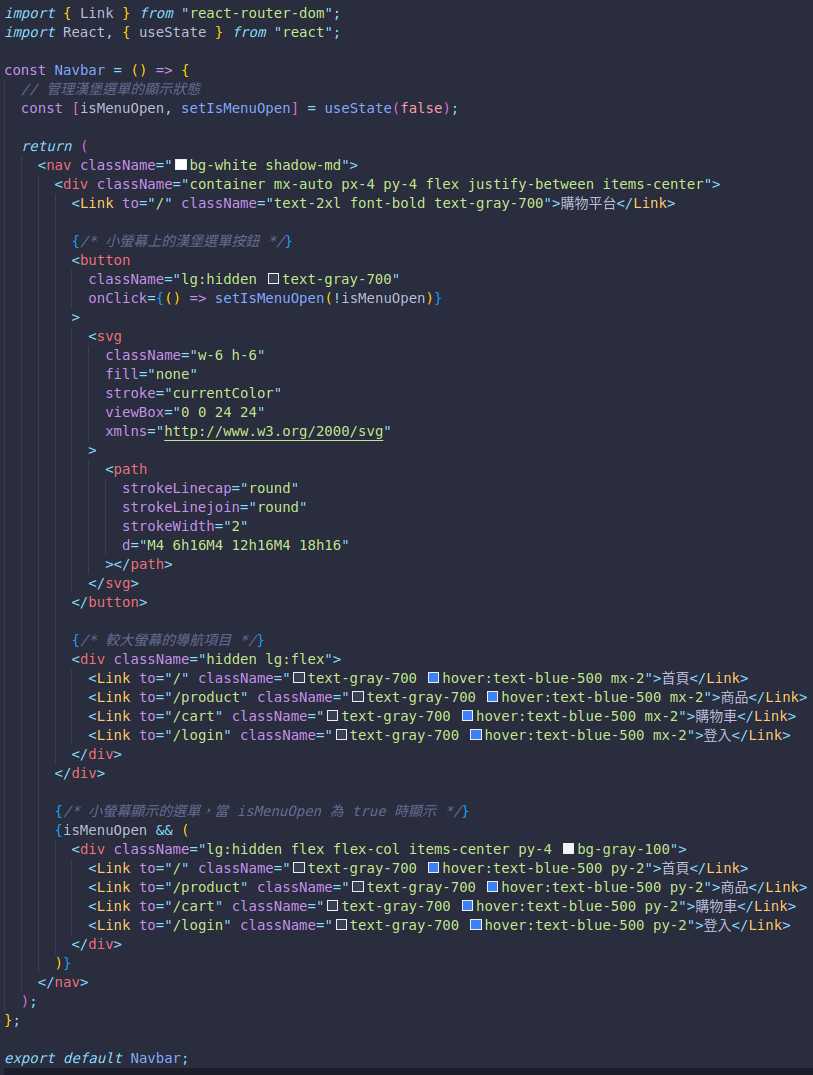 import { Link } from "react-router-dom";
import React, { useState } from "react";

const Navbar = () => {
  // 管理漢堡選單的顯示狀態
  const [isMenuOpen, setIsMenuOpen] = useState(false);

  return (
    <nav className="bg-white shadow-md">
      <div className="container mx-auto px-4 py-4 flex justify-between items-center">
        <Link to="/" className="text-2xl font-bold text-gray-700">購物平台</Link>

        {/* 小螢幕上的漢堡選單按鈕 */}
        <button
          className="lg:hidden text-gray-700"
          onClick={() => setIsMenuOpen(!isMenuOpen)}
        >
          <svg
            className="w-6 h-6"
            fill="none"
            stroke="currentColor"
            viewBox="0 0 24 24"
            xmlns="http://www.w3.org/2000/svg"
          >
            <path
              strokeLinecap="round"
              strokeLinejoin="round"
              strokeWidth="2"
              d="M4 6h16M4 12h16M4 18h16"
            ></path>
          </svg>
        </button>

        {/* 較大螢幕的導航項目 */}
        <div className="hidden lg:flex">
          <Link to="/" className="text-gray-700 hover:text-blue-500 mx-2">首頁</Link>
          <Link to="/product" className="text-gray-700 hover:text-blue-500 mx-2">商品</Link>
          <Link to="/cart" className="text-gray-700 hover:text-blue-500 mx-2">購物車</Link>
          <Link to="/login" className="text-gray-700 hover:text-blue-500 mx-2">登入</Link>
        </div>
      </div>

      {/* 小螢幕顯示的選單，當 isMenuOpen 為 true 時顯示 */}
      {isMenuOpen && (
        <div className="lg:hidden flex flex-col items-center py-4 bg-gray-100">
          <Link to="/" className="text-gray-700 hover:text-blue-500 py-2">首頁</Link>
          <Link to="/product" className="text-gray-700 hover:text-blue-500 py-2">商品</Link>
          <Link to="/cart" className="text-gray-700 hover:text-blue-500 py-2">購物車</Link>
          <Link to="/login" className="text-gray-700 hover:text-blue-500 py-2">登入</Link>
        </div>
      )}
    </nav>
  );
};

export default Navbar;